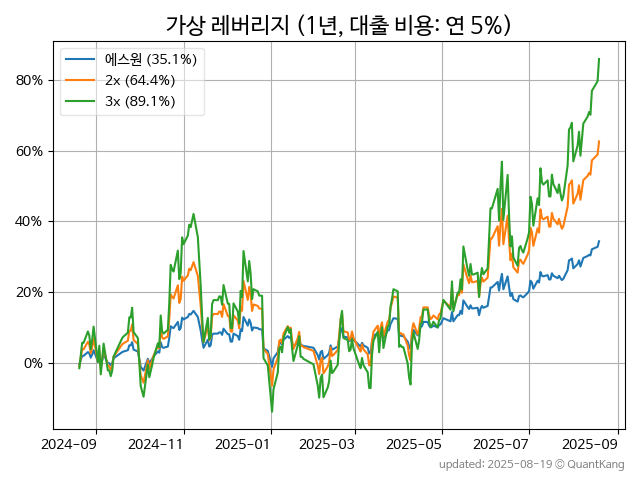 가상 레버리지 (1년, 대출 비용: 연 5%)
에스원 (35.1%)
2x (64.4%)
3x (89.1%)
80%
60%
40%
20%
0%
2024-09
2024-11
2025-01
2025-03
2025-05
2025-07
2025-09
updated: 2025-08-19 © QuantKang